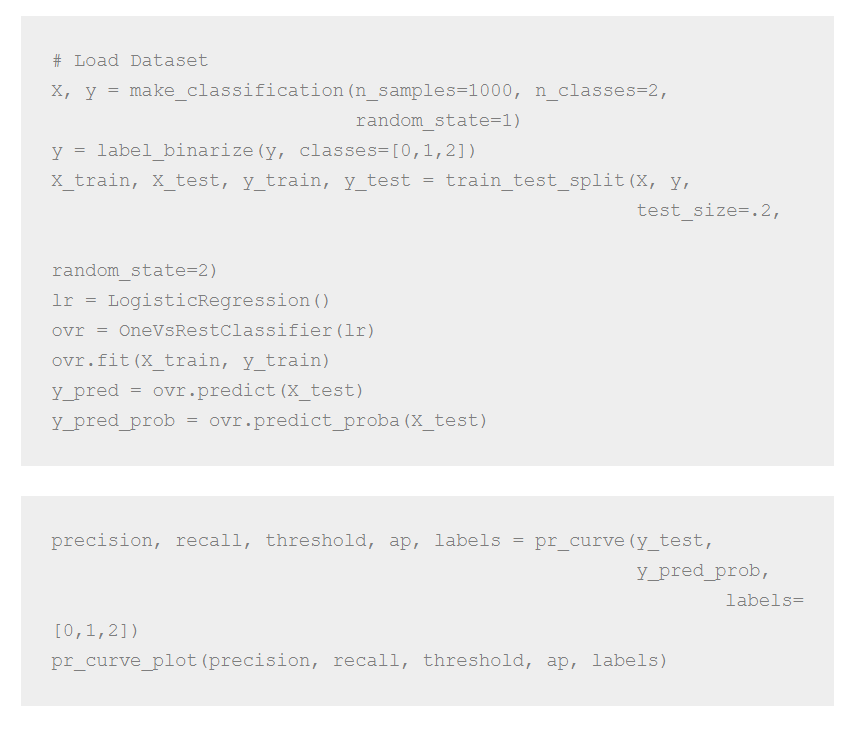 # Load Dataset
X, y = make_classification(n_samples=1000, n_classes=2,
                           random_state=1)
y = label_binarize(y, classes=[0,1,2])
X_train, X_test, y_train, y_test = train_test_split(X, y,
                                                    test_size=.2,
random_state=2)
lr = LogisticRegression()
ovr = OneVsRestClassifier(lr)
ovr.fit(X_train, y_train)
y_pred = ovr.predict(X_test)
y_pred_prob = ovr.predict_proba(X_test)
precision, recall, threshold, ap, labels = pr_curve(y_test,
                                                    y_pred_prob,
                                                            labels=
[0,1,2])
pr_curve_plot(precision, recall, threshold, ap, labels)